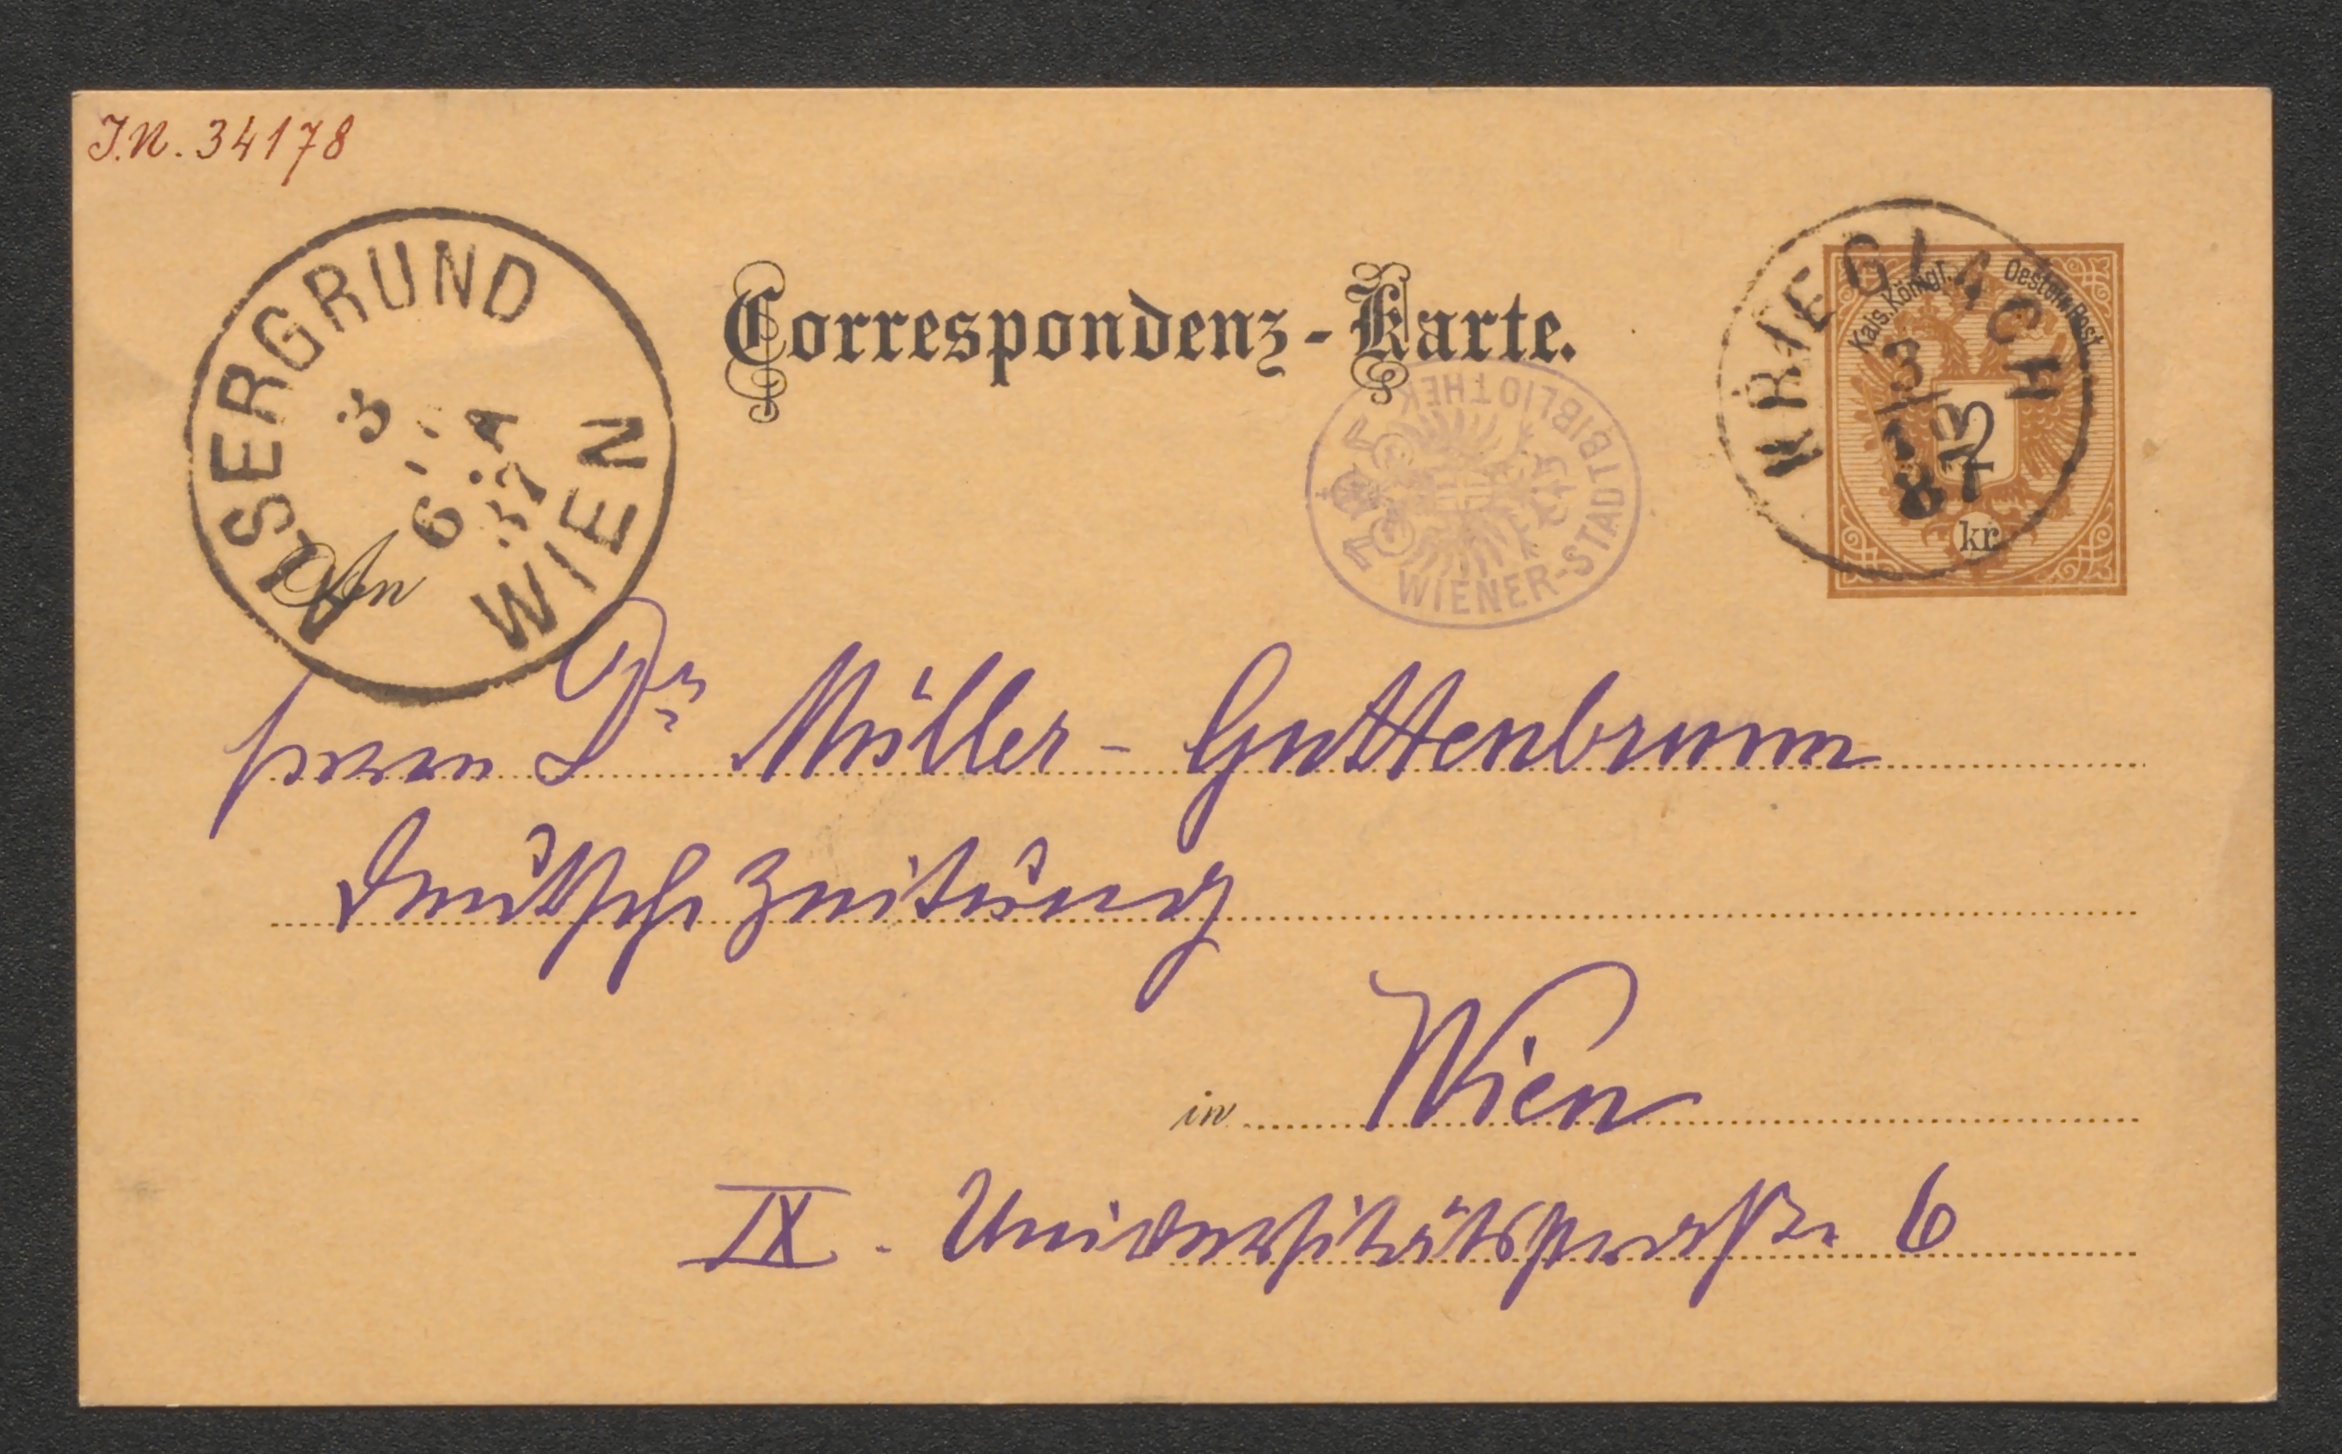 J.N. 34178
Correspondenz-Karte.
ALSERGRUND
WIEN
3
6
87
KRIEGLACH
3
87
Kais. Königl. Oesterr. Post
2
kr.
WIENER-STADTBIBLIOTHEK
An
Herrn Dr Müller-Guttenbrunn
Deutsche Zeitung
in Wien
IX. Universitätsstraße 6